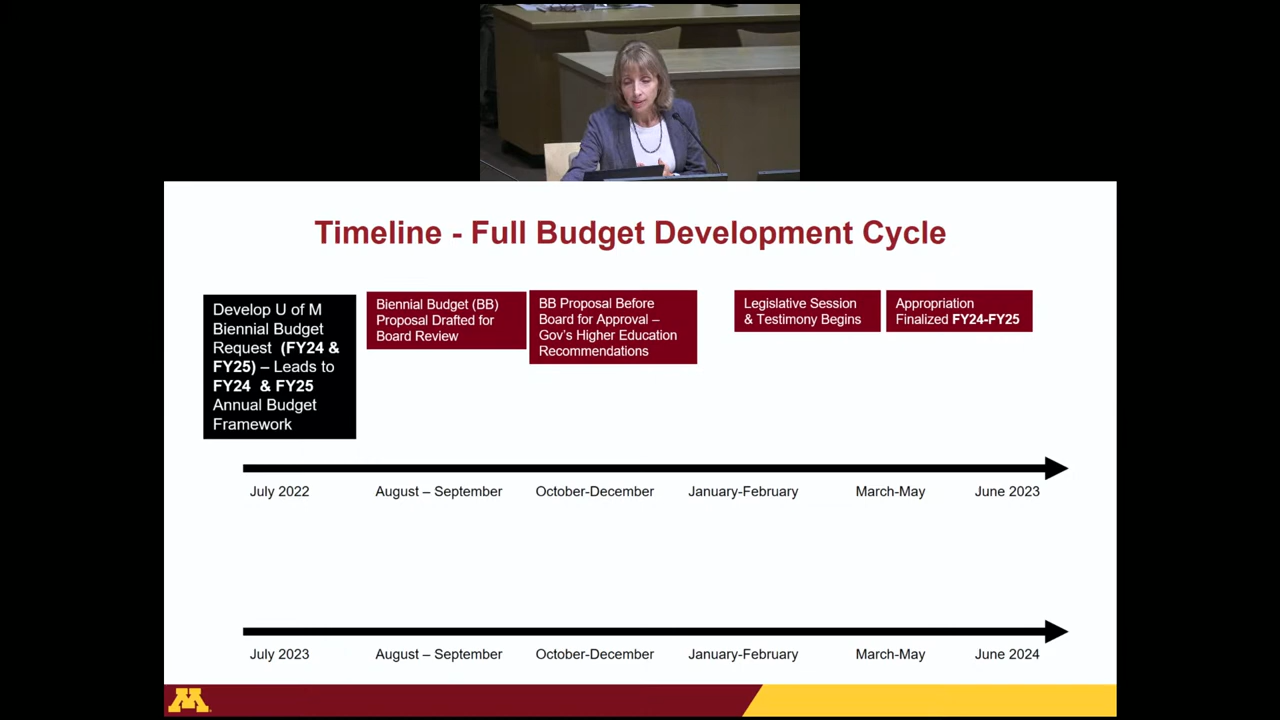 Timeline - Full Budget Development Cycle
Develop U of M
Biennial Budget
Request (FY24 &
FY25) – Leads to
FY24 & FY25
Annual Budget
Framework
Biennial Budget (BB)
Proposal Drafted for
Board Review
BB Proposal Before
Board for Approval –
Gov's Higher Education
Recommendations
Legislative Session
& Testimony Begins
Appropriation
Finalized FY24-FY25
July 2022
August – September
October-December
January-February
March-May
June 2023
July 2023
August – September
October-December
January-February
March-May
June 2024
M